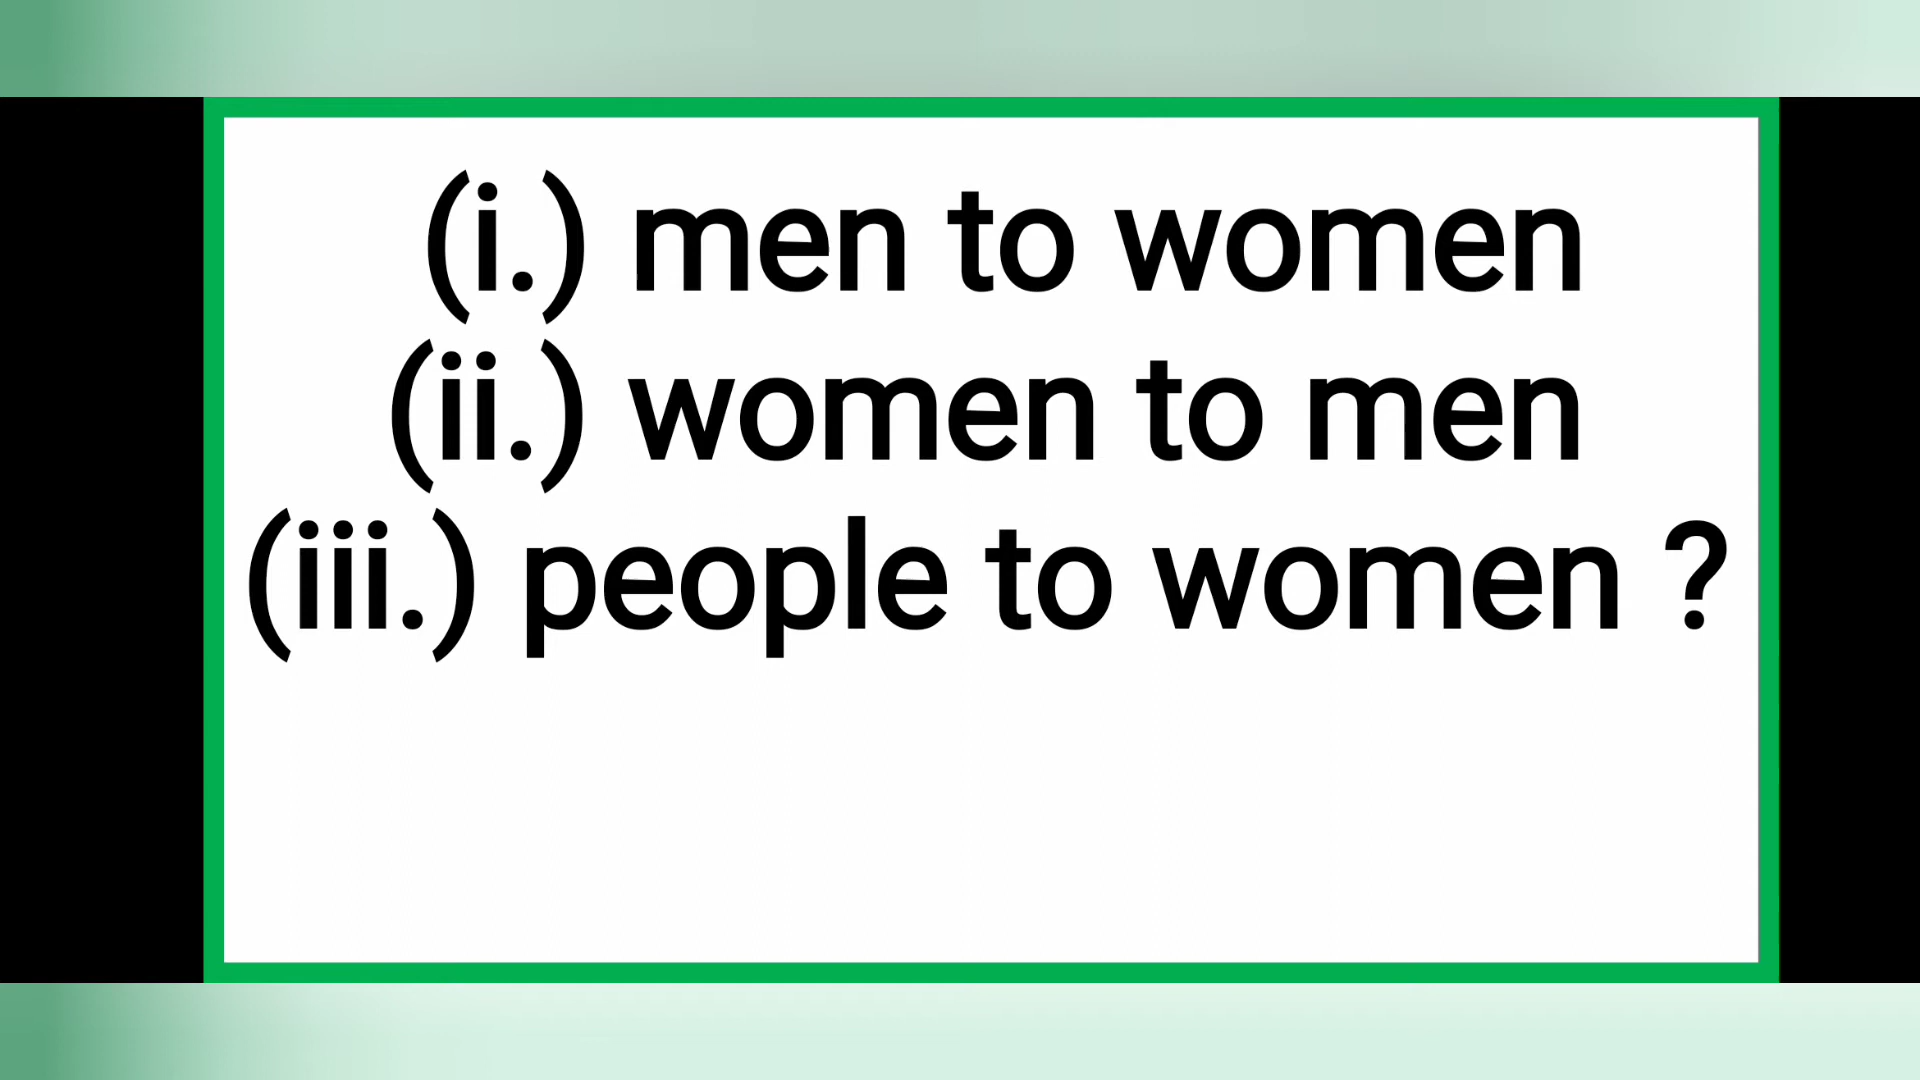 (i.) men to women
(ii.) women to men
(iii.) people to women ?